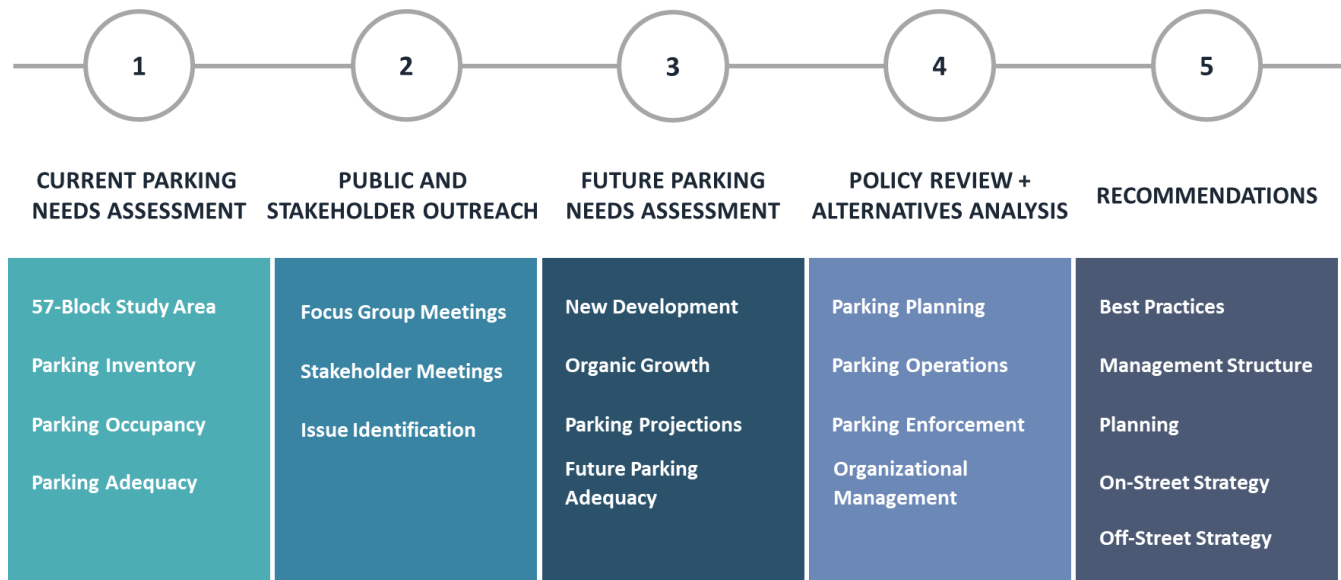 1
2
3
4
5
CURRENT PARKING
NEEDS ASSESSMENT
PUBLIC AND
STAKEHOLDER OUTREACH
FUTURE PARKING
NEEDS ASSESSMENT
POLICY REVIEW +
ALTERNATIVES ANALYSIS
RECOMMENDATIONS
57-Block Study Area
Parking Inventory
Parking Occupancy
Parking Adequacy
Focus Group Meetings
Stakeholder Meetings
Issue Identification
New Development
Organic Growth
Parking Projections
Future Parking
Adequacy
Parking Planning
Parking Operations
Parking Enforcement
Organizational
Management
Best Practices
Management Structure
Planning
On-Street Strategy
Off-Street Strategy